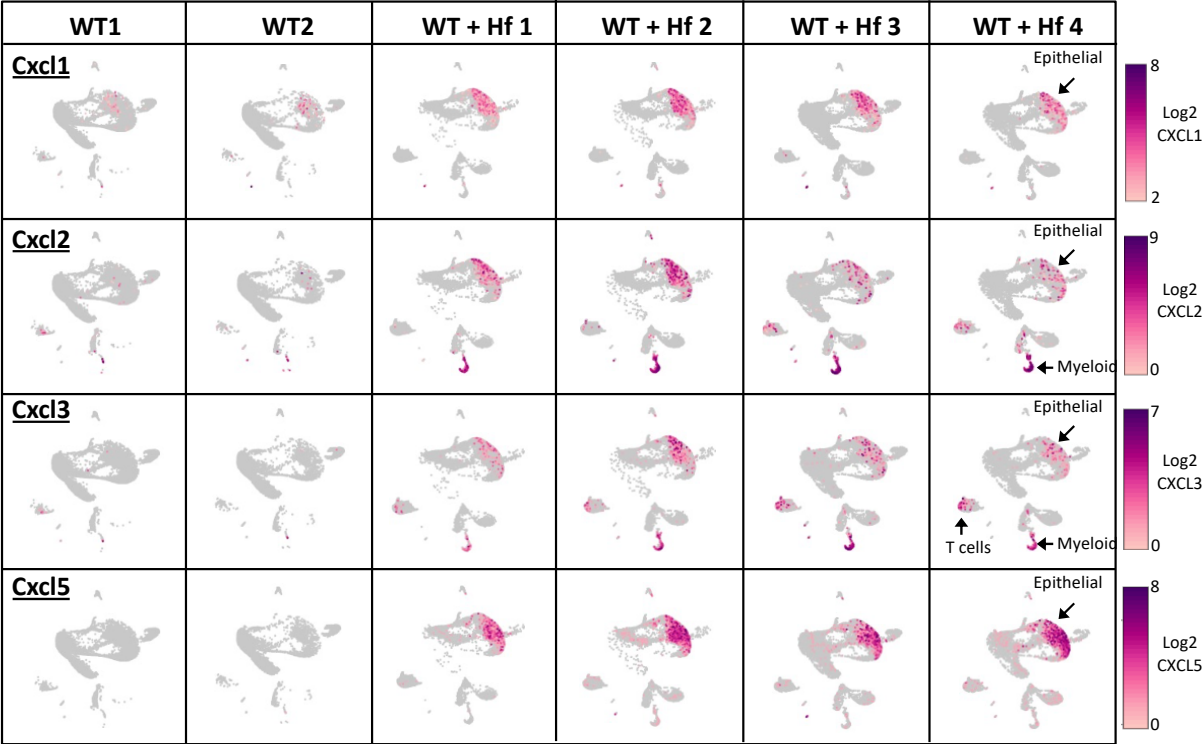 WT1 WT2 WT + Hf 1 WT + Hf 2 WT + Hf 3 WT + Hf 4
Cxcl1
Epithelial
8
Log2
CXCL1
2
Cxcl2
Epithelial
Myeloid
9
Log2
CXCL2
0
Cxcl3
Epithelial
T cells
Myeloid
7
Log2
CXCL3
0
Cxcl5
Epithelial
8
Log2
CXCL5
0